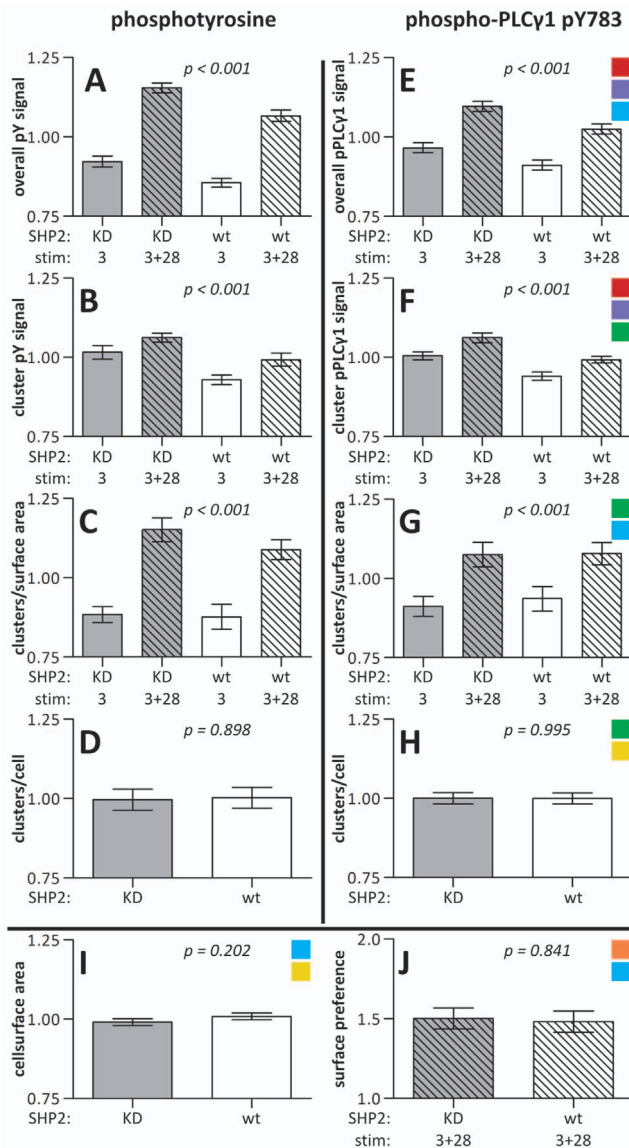 phosphotyrosine
phospho-PLCγ1 pY783
A
overall pY signal
1.25
1.00
0.75
p < 0.001
SHP2: KD KD wt wt
stim: 3 3+28 3 3+28
E
overall pPLCγ1 signal
1.25
1.00
0.75
p < 0.001
SHP2: KD KD wt wt
stim: 3 3+28 3 3+28
B
cluster pY signal
1.25
1.00
0.75
p < 0.001
SHP2: KD KD wt wt
stim: 3 3+28 3 3+28
F
cluster pPLCγ1 signal
1.25
1.00
0.75
p < 0.001
SHP2: KD KD wt wt
stim: 3 3+28 3 3+28
C
clusters/surface area
1.25
1.00
0.75
p < 0.001
SHP2: KD KD wt wt
stim: 3 3+28 3 3+28
G
clusters/surface area
1.25
1.00
0.75
p < 0.001
SHP2: KD KD wt wt
stim: 3 3+28 3 3+28
D
clusters/cell
1.25
1.00
0.75
p = 0.898
SHP2: KD wt
H
clusters/cell
1.25
1.00
0.75
p = 0.995
SHP2: KD wt
I
cellsurface area
1.25
1.00
0.75
p = 0.202
SHP2: KD wt
J
surface preference
2.0
1.5
1.0
p = 0.841
SHP2: KD wt
stim: 3+28 3+28